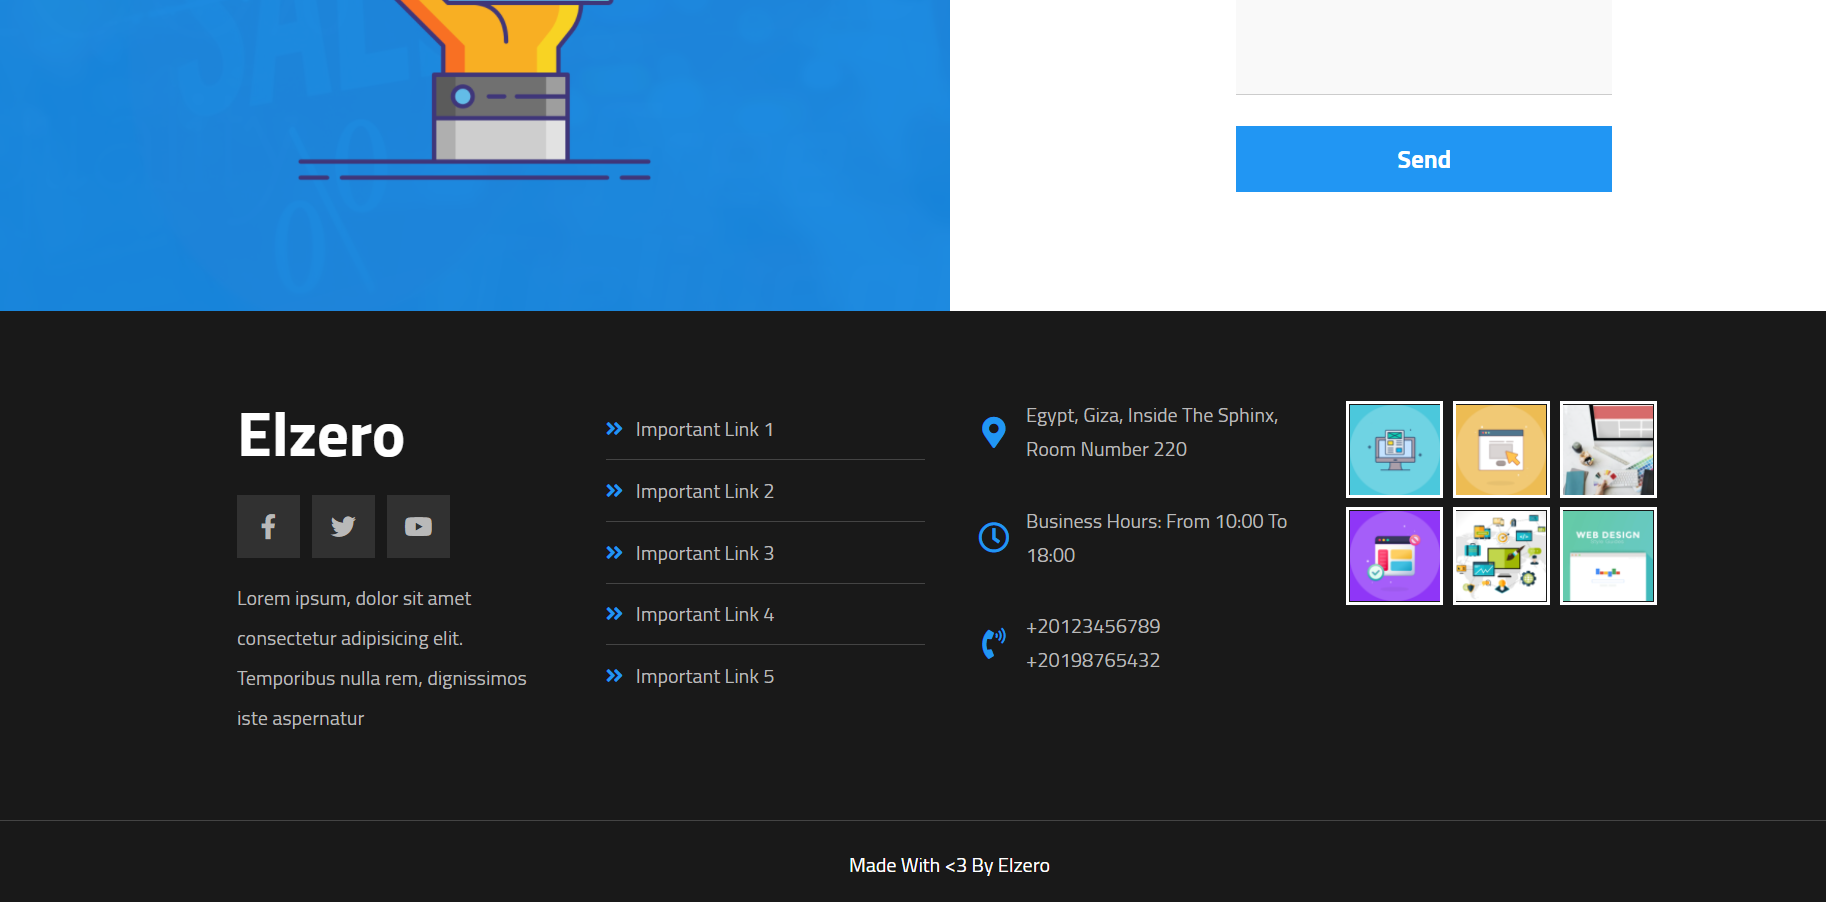 SALE
%
%
Send
Elzero
Lorem ipsum, dolor sit amet
consectetur adipisicing elit.
Temporibus nulla rem, dignissimos
iste aspernatur
Important Link 1
Important Link 2
Important Link 3
Important Link 4
Important Link 5
Egypt, Giza, Inside The Sphinx,
Room Number 220
Business Hours: From 10:00 To
18:00
+20123456789
+20198765432
WEB DESIGN
Made With <3 By Elzero